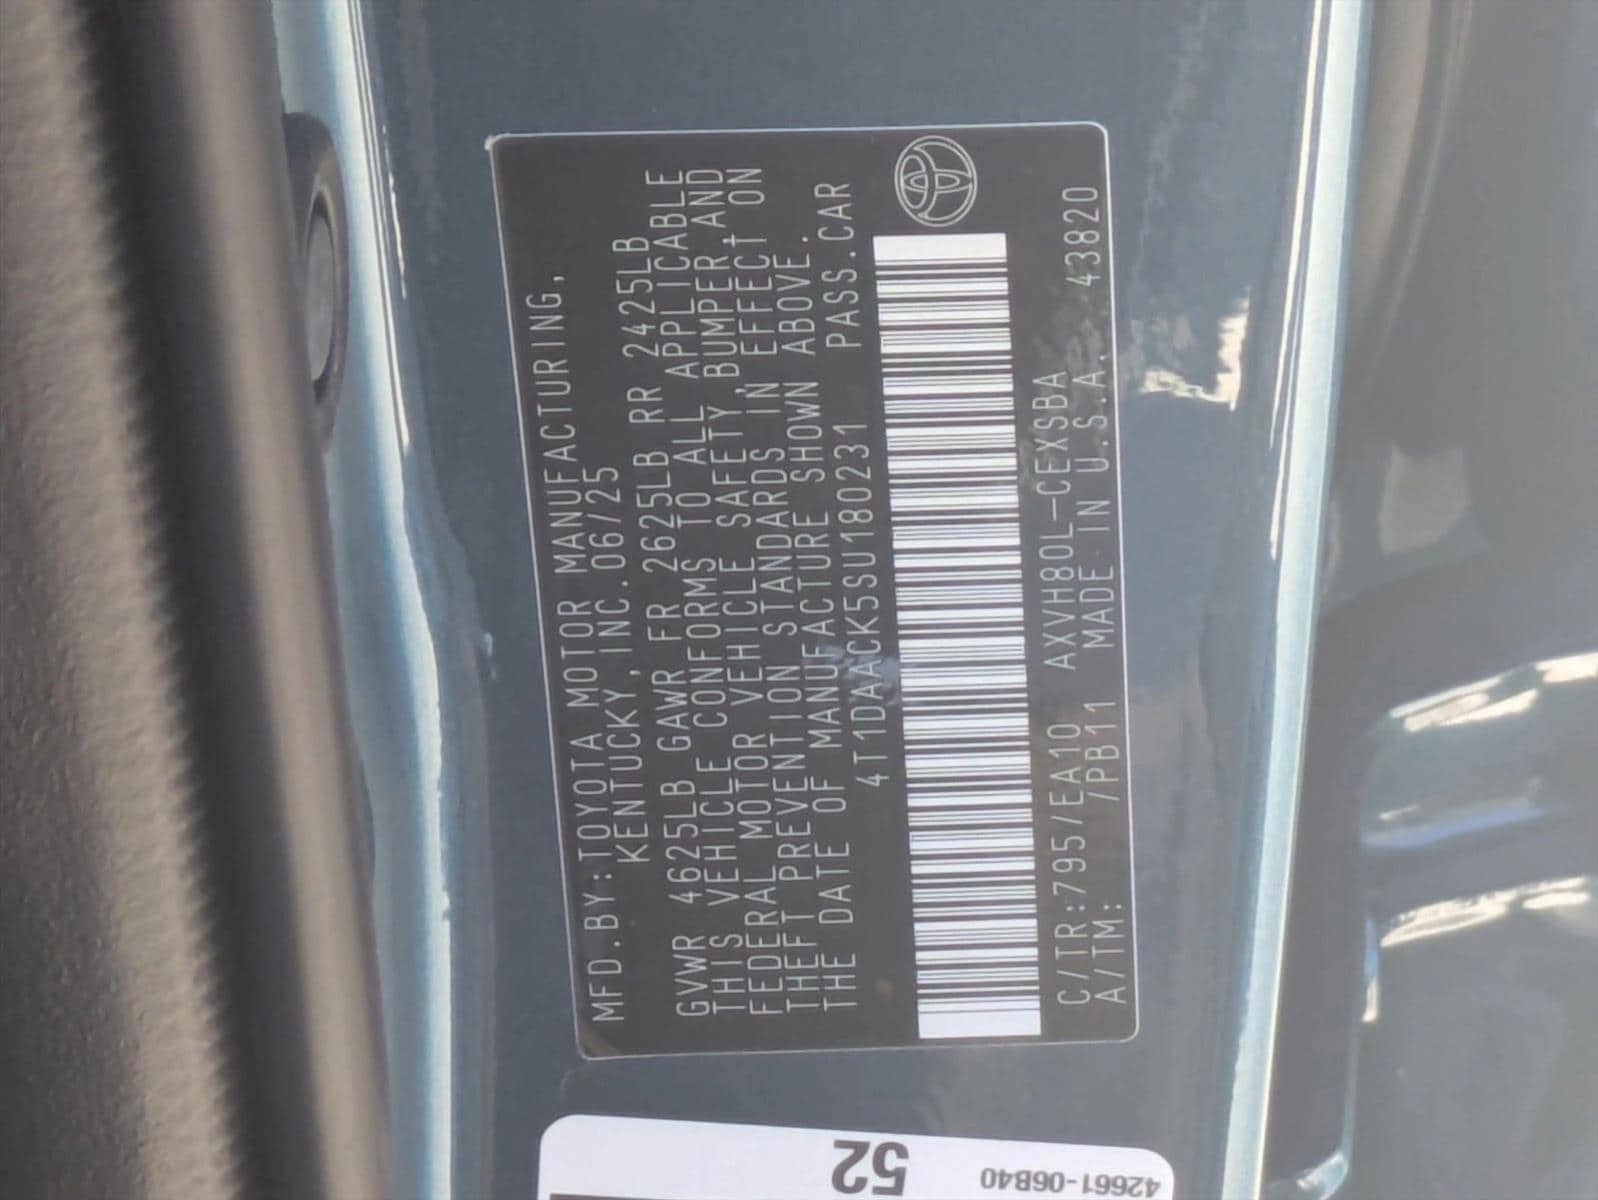 MFD.BY:TOYOTA MOTOR MANUFACTURING,
KENTUCKY, INC. 06/25
GVWR 4625LB GAWR FR 2625LB RR 2425LB
THIS VEHICLE CONFORMS TO ALL APPLICABLE
FEDERAL MOTOR VEHICLE SAFETY, BUMPER, AND
THEFT PREVENTION STANDARDS IN EFFECT ON
THE DATE OF MANUFACTURE SHOWN ABOVE.
4T1DAACK5SU180231 PASS.CAR
C/TR:795/EA10 AXVH80L-CEXSBA
A/TM: /PB11 MADE IN U.S.A. 43820
52
42661-06B40